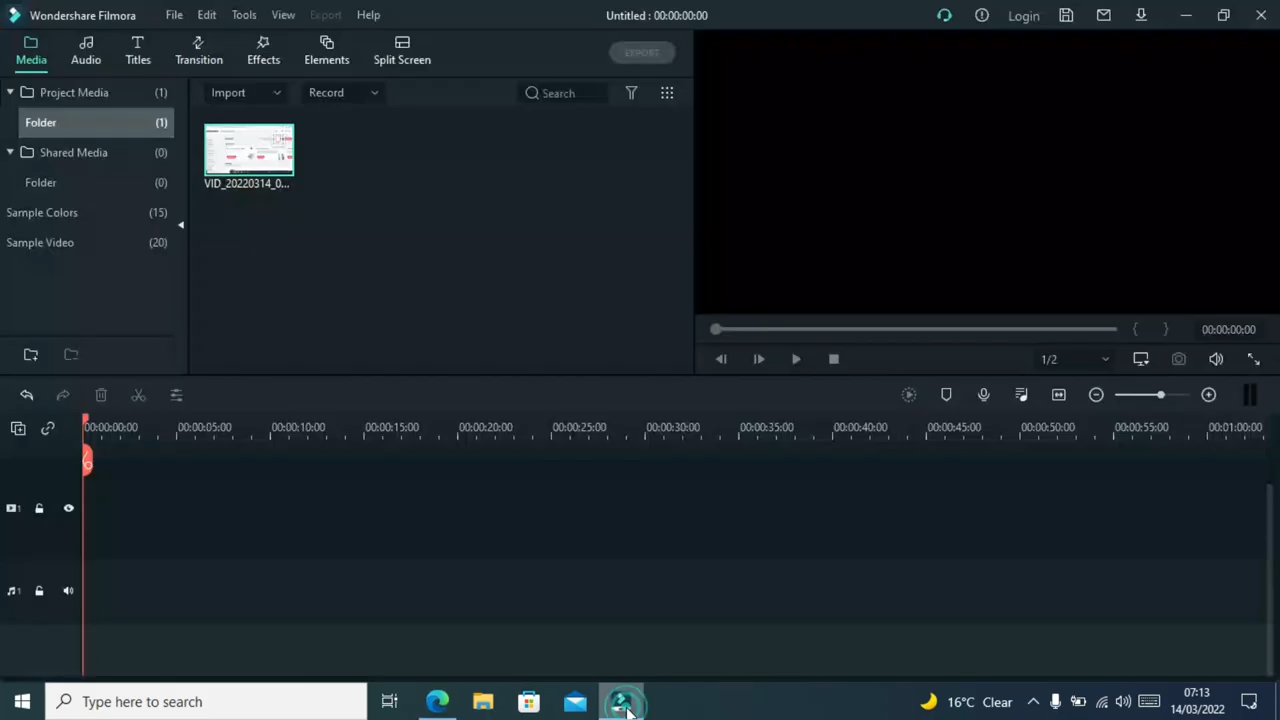 Wondershare Filmora File Edit Tools View Export Help Untitled : 00:00:00:00 Login
Media Audio Titles Transition Effects Elements Split Screen EXPORT
Project Media (1) Import Record Search
Folder (1)
Shared Media (0)
VID_20220314_0...
Folder (0)
Sample Colors (15)
Sample Video (20)
00:00:00:00
1/2
00:00:00:00 00:00:05:00 00:00:10:00 00:00:15:00 00:00:20:00 00:00:25:00 00:00:30:00 00:00:35:00 00:00:40:00 00:00:45:00 00:00:50:00 00:00:55:00 00:01:00:00
1
1
Type here to search 16°C Clear 07:13
14/03/2022